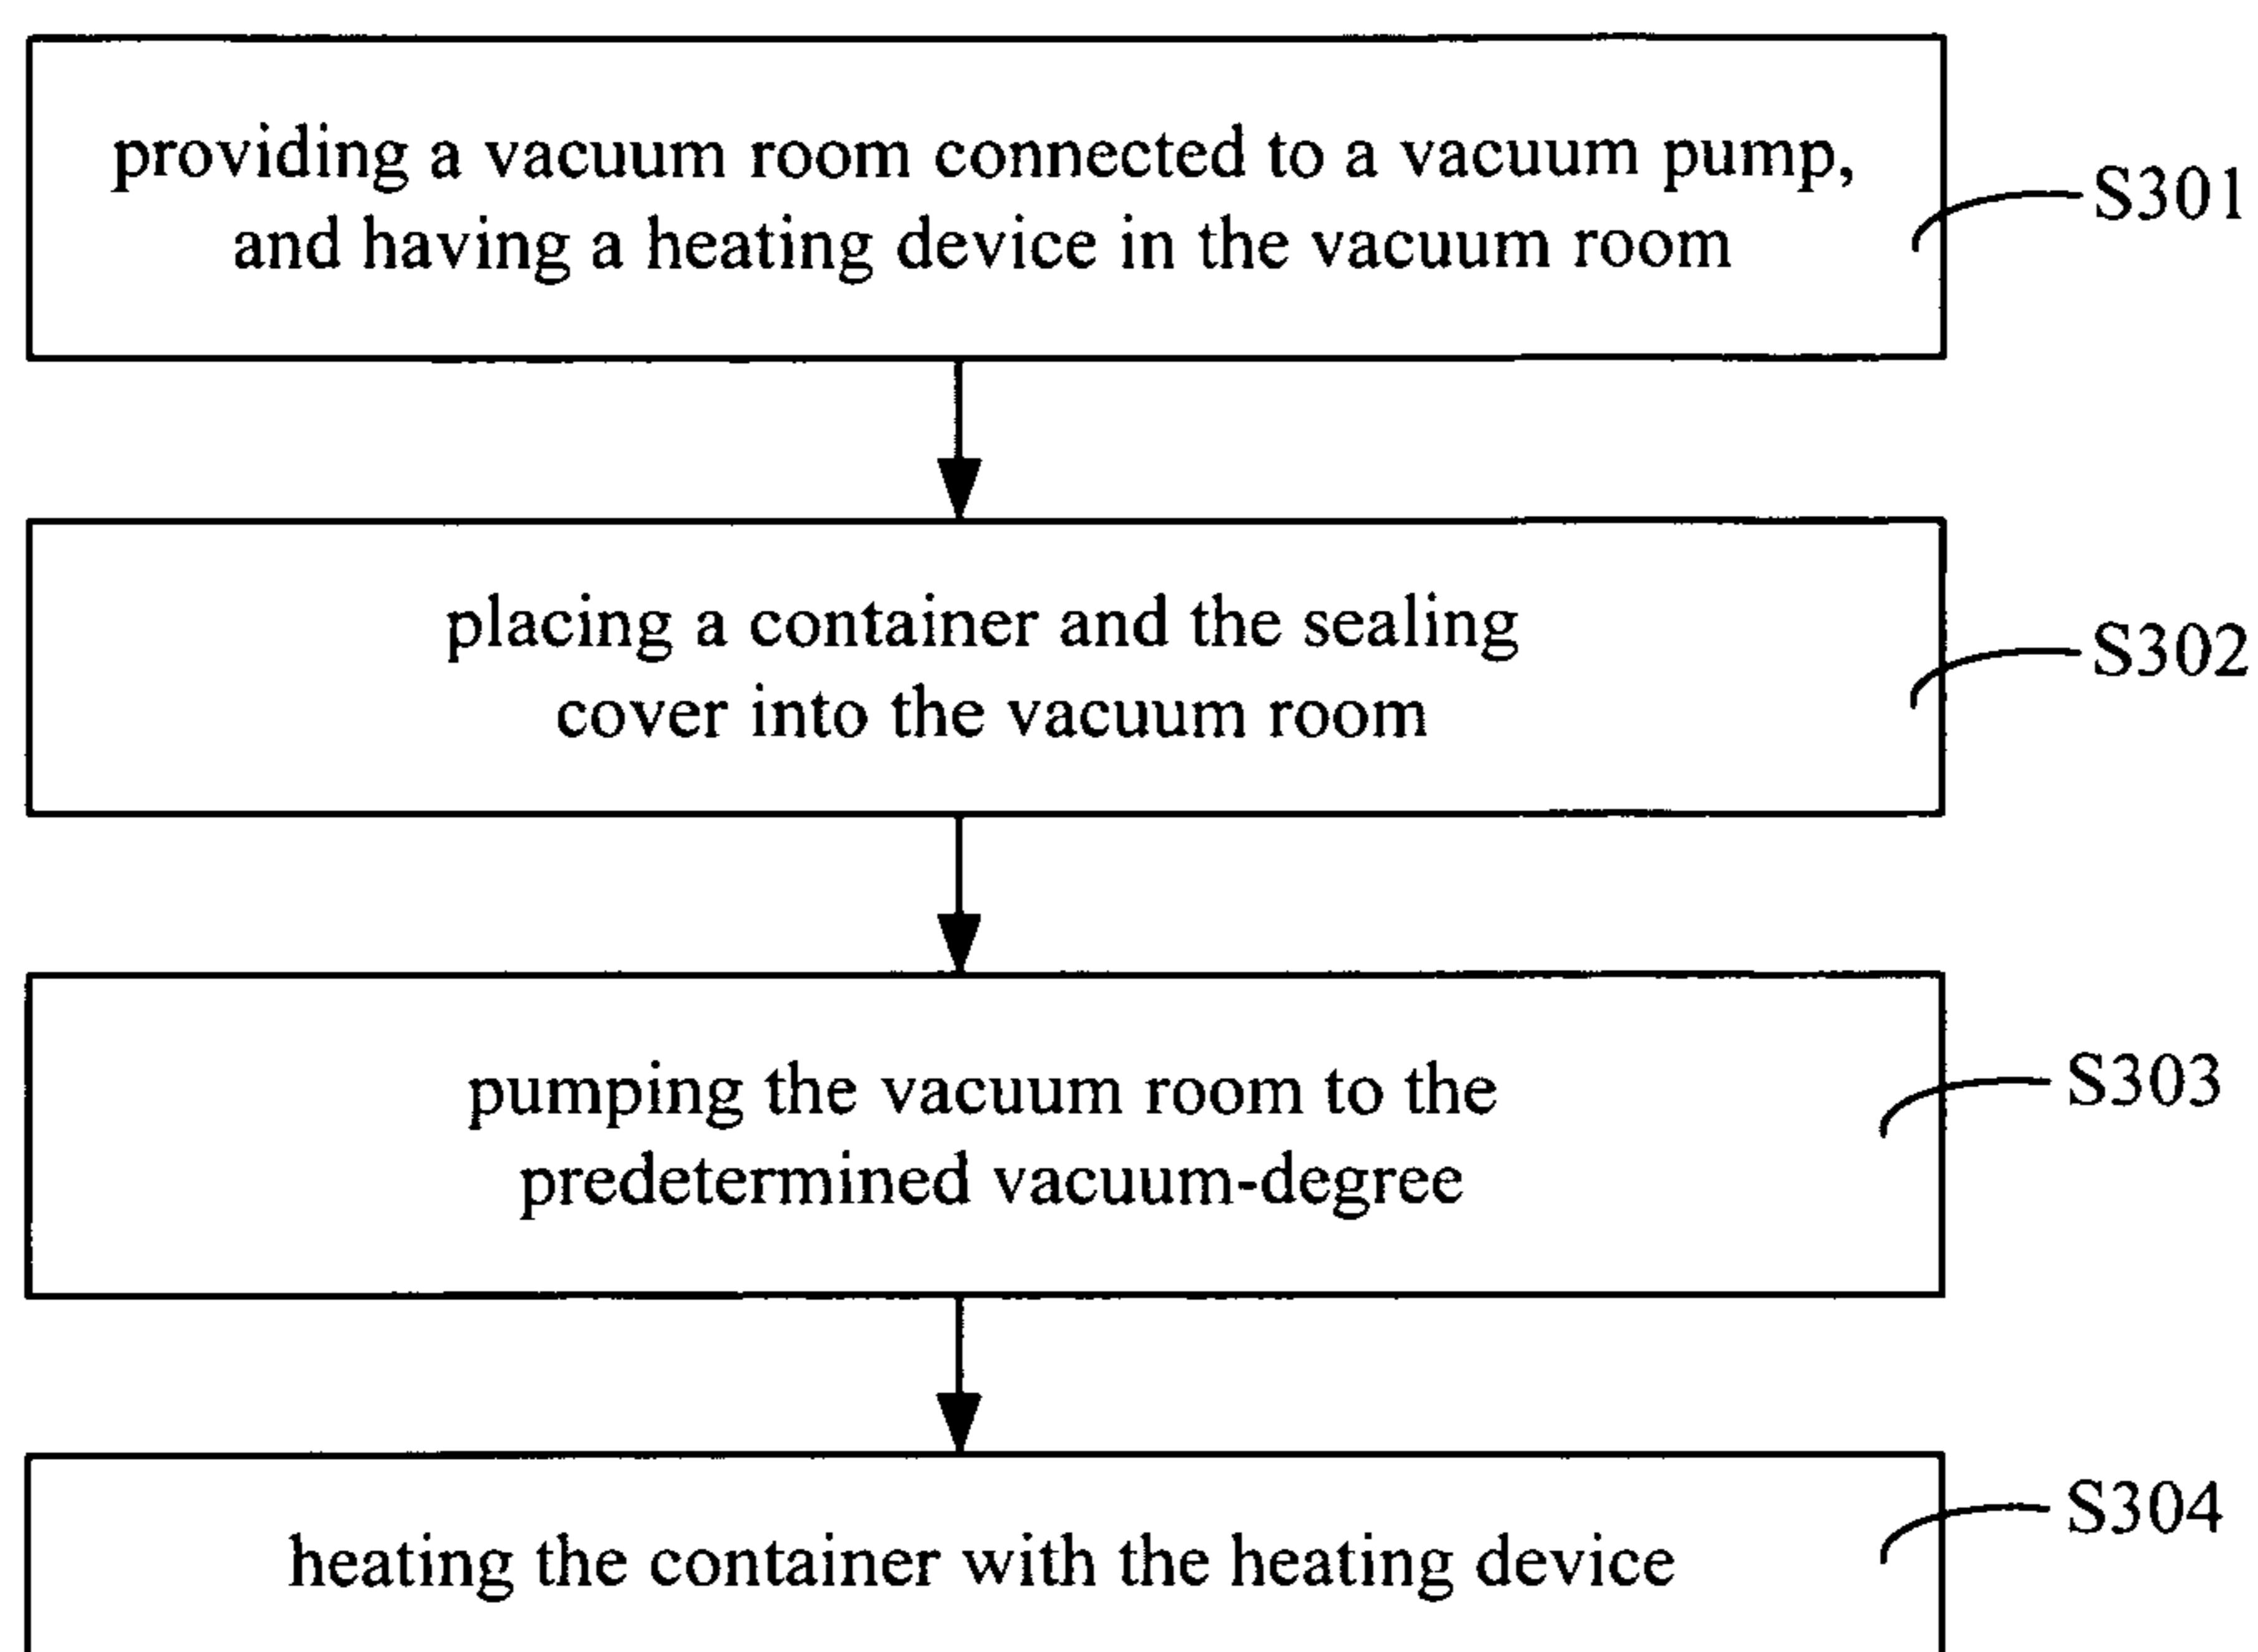 providing a vacuum room connected to a vacuum pump,
and having a heating device in the vacuum room
S301
placing a container and the sealing
cover into the vacuum room
S302
pumping the vacuum room to the
predetermined vacuum-degree
S303
heating the container with the heating device
S304